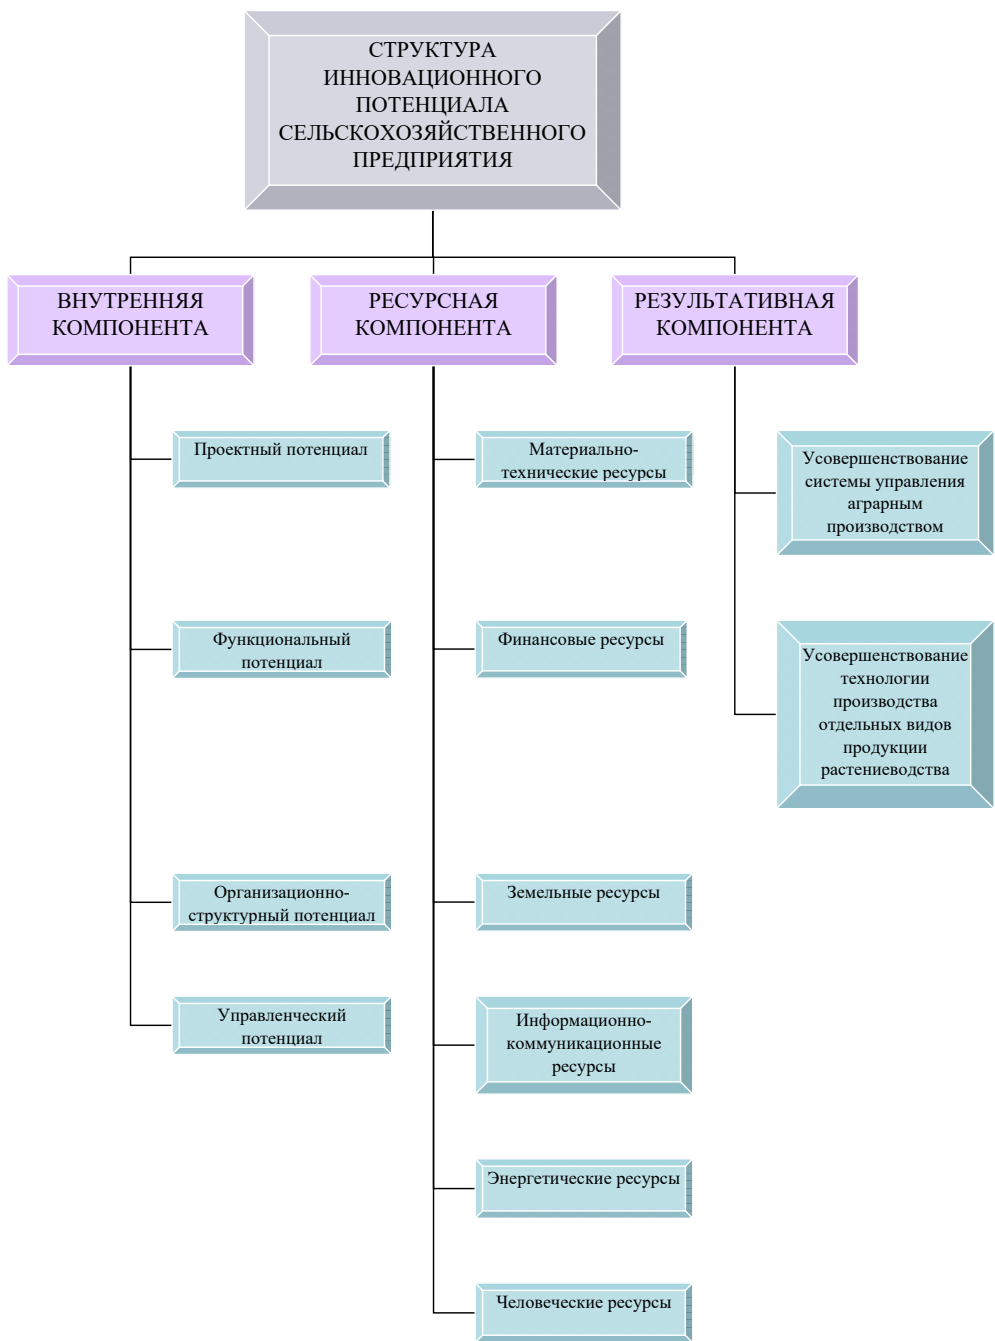 СТРУКТУРА
ИННОВАЦИОННОГО
ПОТЕНЦИАЛА
СЕЛЬСКОХОЗЯЙСТВЕННОГО
ПРЕДПРИЯТИЯ
ВНУТРЕННЯЯ
КОМПОНЕНТА
Проектный потенциал
Функциональный
потенциал
Организационно-
структурный потенциал
Управленческий
потенциал
РЕСУРСНАЯ
КОМПОНЕНТА
Материально-
технические ресурсы
Финансовые ресурсы
Земельные ресурсы
Информационно-
коммуникационные
ресурсы
Энергетические ресурсы
Человеческие ресурсы
РЕЗУЛЬТАТИВНАЯ
КОМПОНЕНТА
Усовершенствование
системы управления
аграрным
производством
Усовершенствование
технологии
производства
отдельных видов
продукции
растениеводства